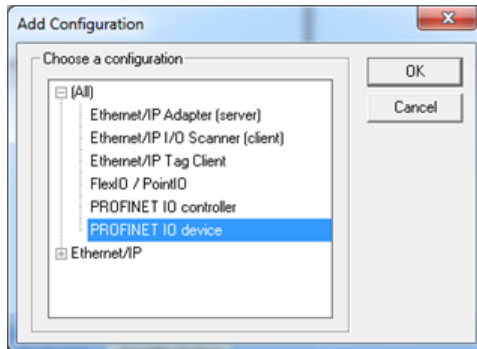 Add Configuration
Choose a configuration
OK
Cancel
(All)
Ethernet/IP Adapter (server)
Ethernet/IP I/O Scanner (client)
Ethernet/IP Tag Client
FlexIO / PointIO
PROFINET IO controller
PROFINET IO device
Ethernet/IP